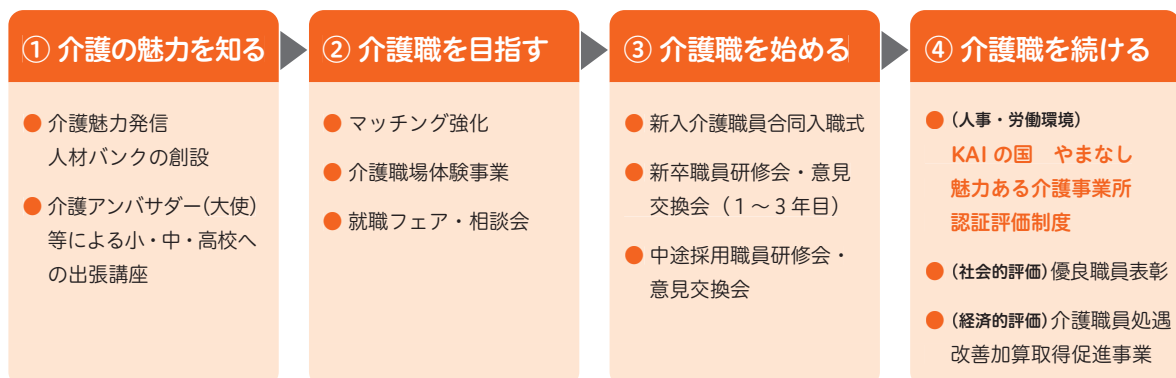 ① 介護の魅力を知る
● 介護魅力発信
人材バンクの創設
● 介護アンバサダー(大使)
等による小・中・高校へ
の出張講座
② 介護職を目指す
● マッチング強化
● 介護職場体験事業
● 就職フェア・相談会
③ 介護職を始める
● 新入介護職員合同入職式
● 新卒職員研修会・意見
交換会（１～３年目）
● 中途採用職員研修会・
意見交換会
④ 介護職を続ける
● (人事・労働環境)
KAI の国　やまなし
魅力ある介護事業所
認証評価制度
● (社会的評価) 優良職員表彰
● (経済的評価) 介護職員処遇
改善加算取得促進事業